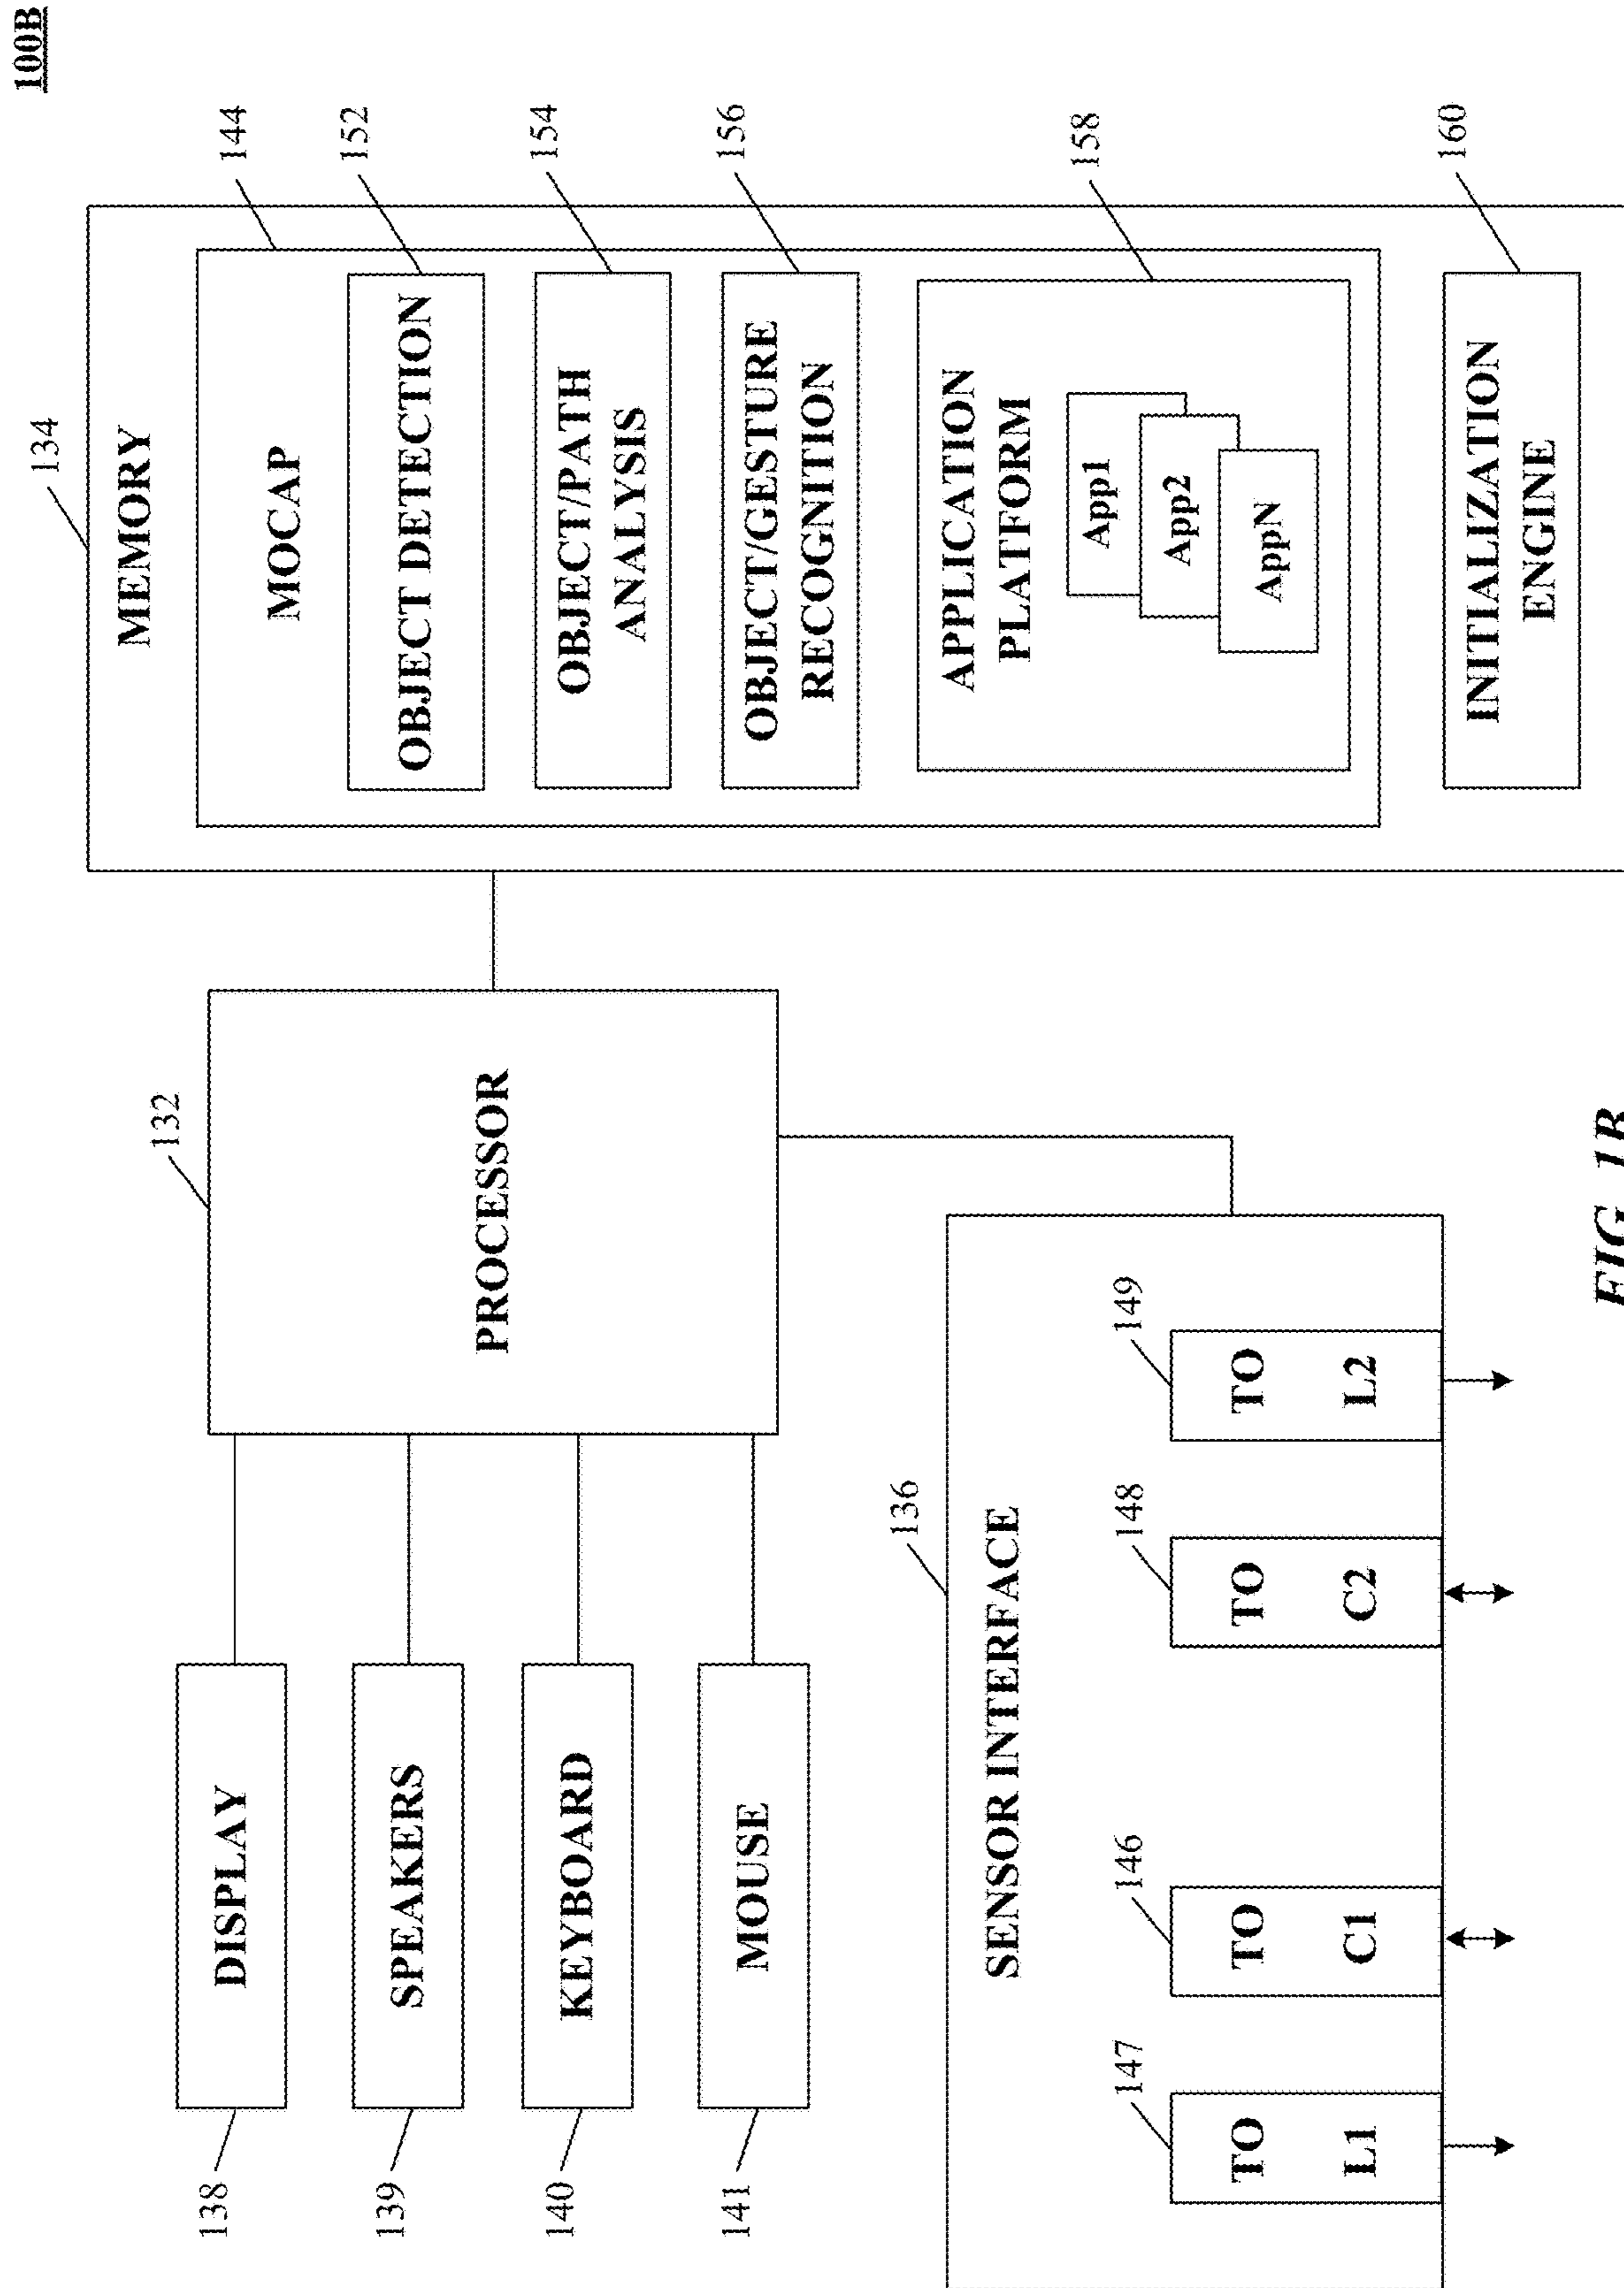 100B
134
MEMORY
144
MOCAP
152
OBJECT DETECTION
154
OBJECT/PATH
ANALYSIS
156
OBJECT/GESTURE
RECOGNITION
158
APPLICATION
PLATFORM
App1
App2
AppN
160
INITIALIZATION
ENGINE
132
PROCESSOR
138
DISPLAY
139
SPEAKERS
140
KEYBOARD
141
MOUSE
136
SENSOR INTERFACE
147
TO
L1
146
TO
C1
148
TO
C2
149
TO
L2
FIG. 1B